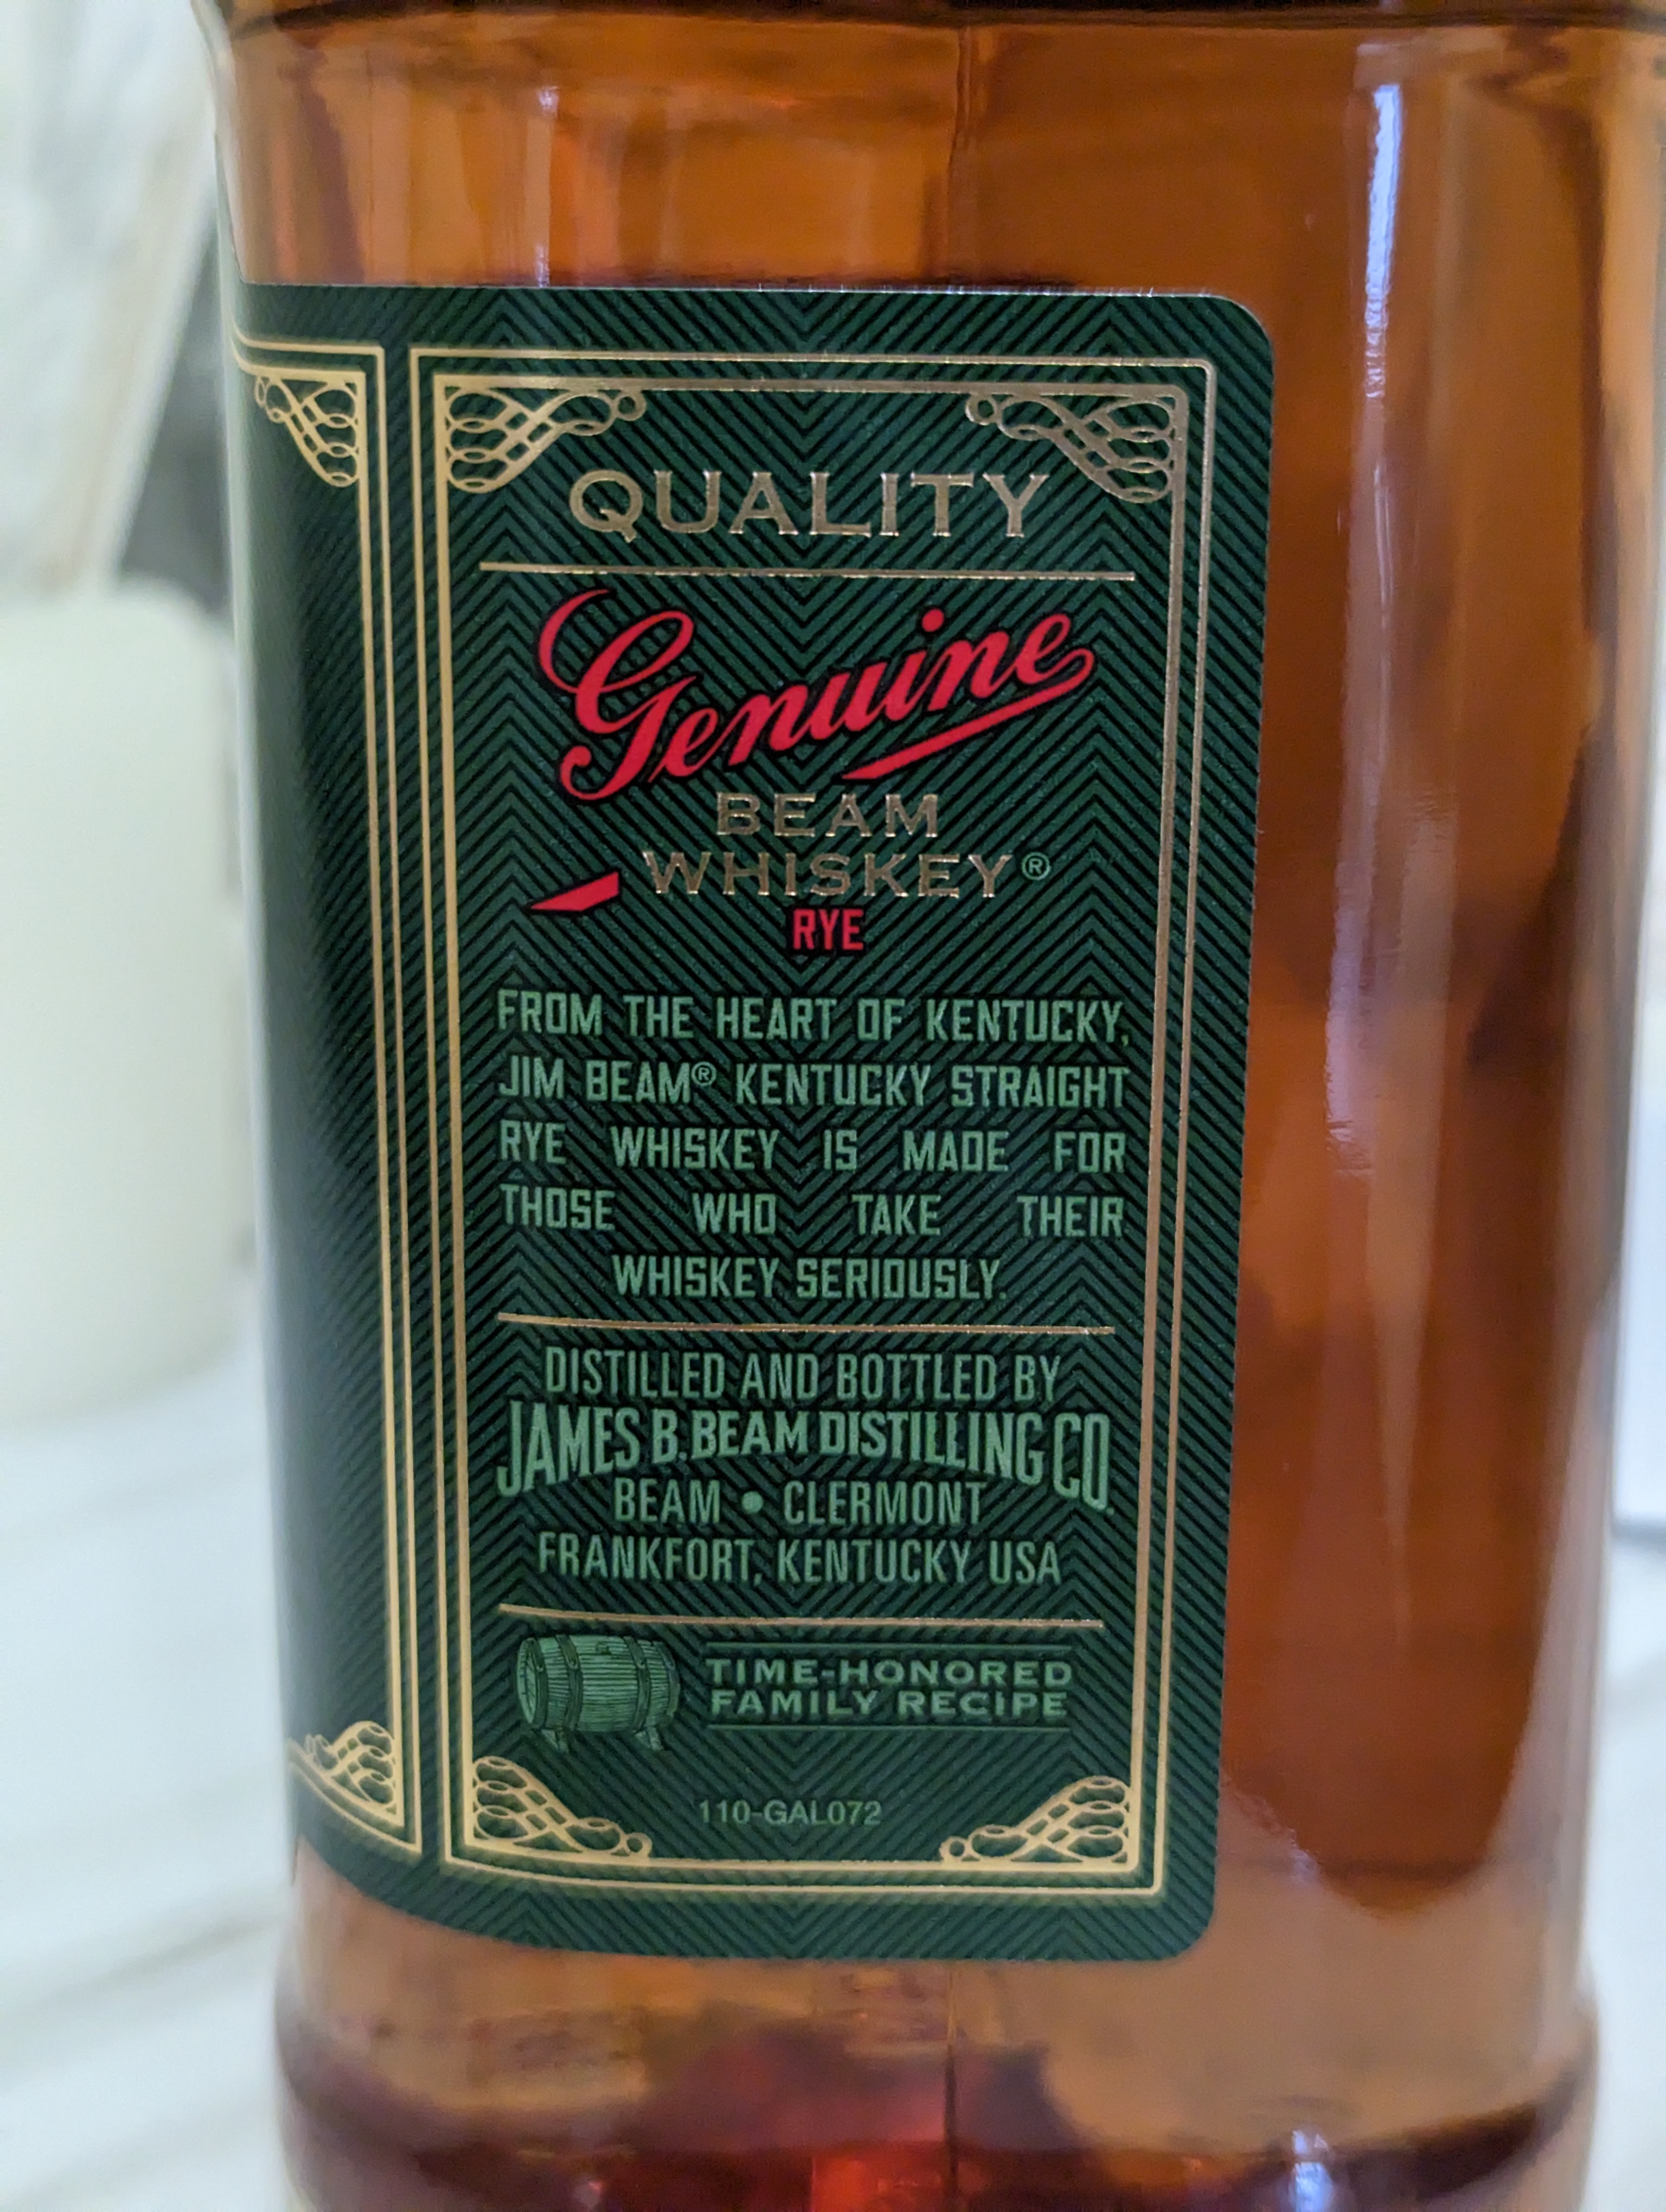 QUALITY
Genuine
BEAM
WHISKEY®
RYE
FROM THE HEART OF KENTUCKY,
JIM BEAM® KENTUCKY STRAIGHT
RYE WHISKEY IS MADE FOR
THOSE WHO TAKE THEIR
WHISKEY SERIOUSLY.
DISTILLED AND BOTTLED BY
JAMES B. BEAM DISTILLING CO.
BEAM • CLERMONT
FRANKFORT, KENTUCKY USA
TIME-HONORED
FAMILY RECIPE
110-GAL072